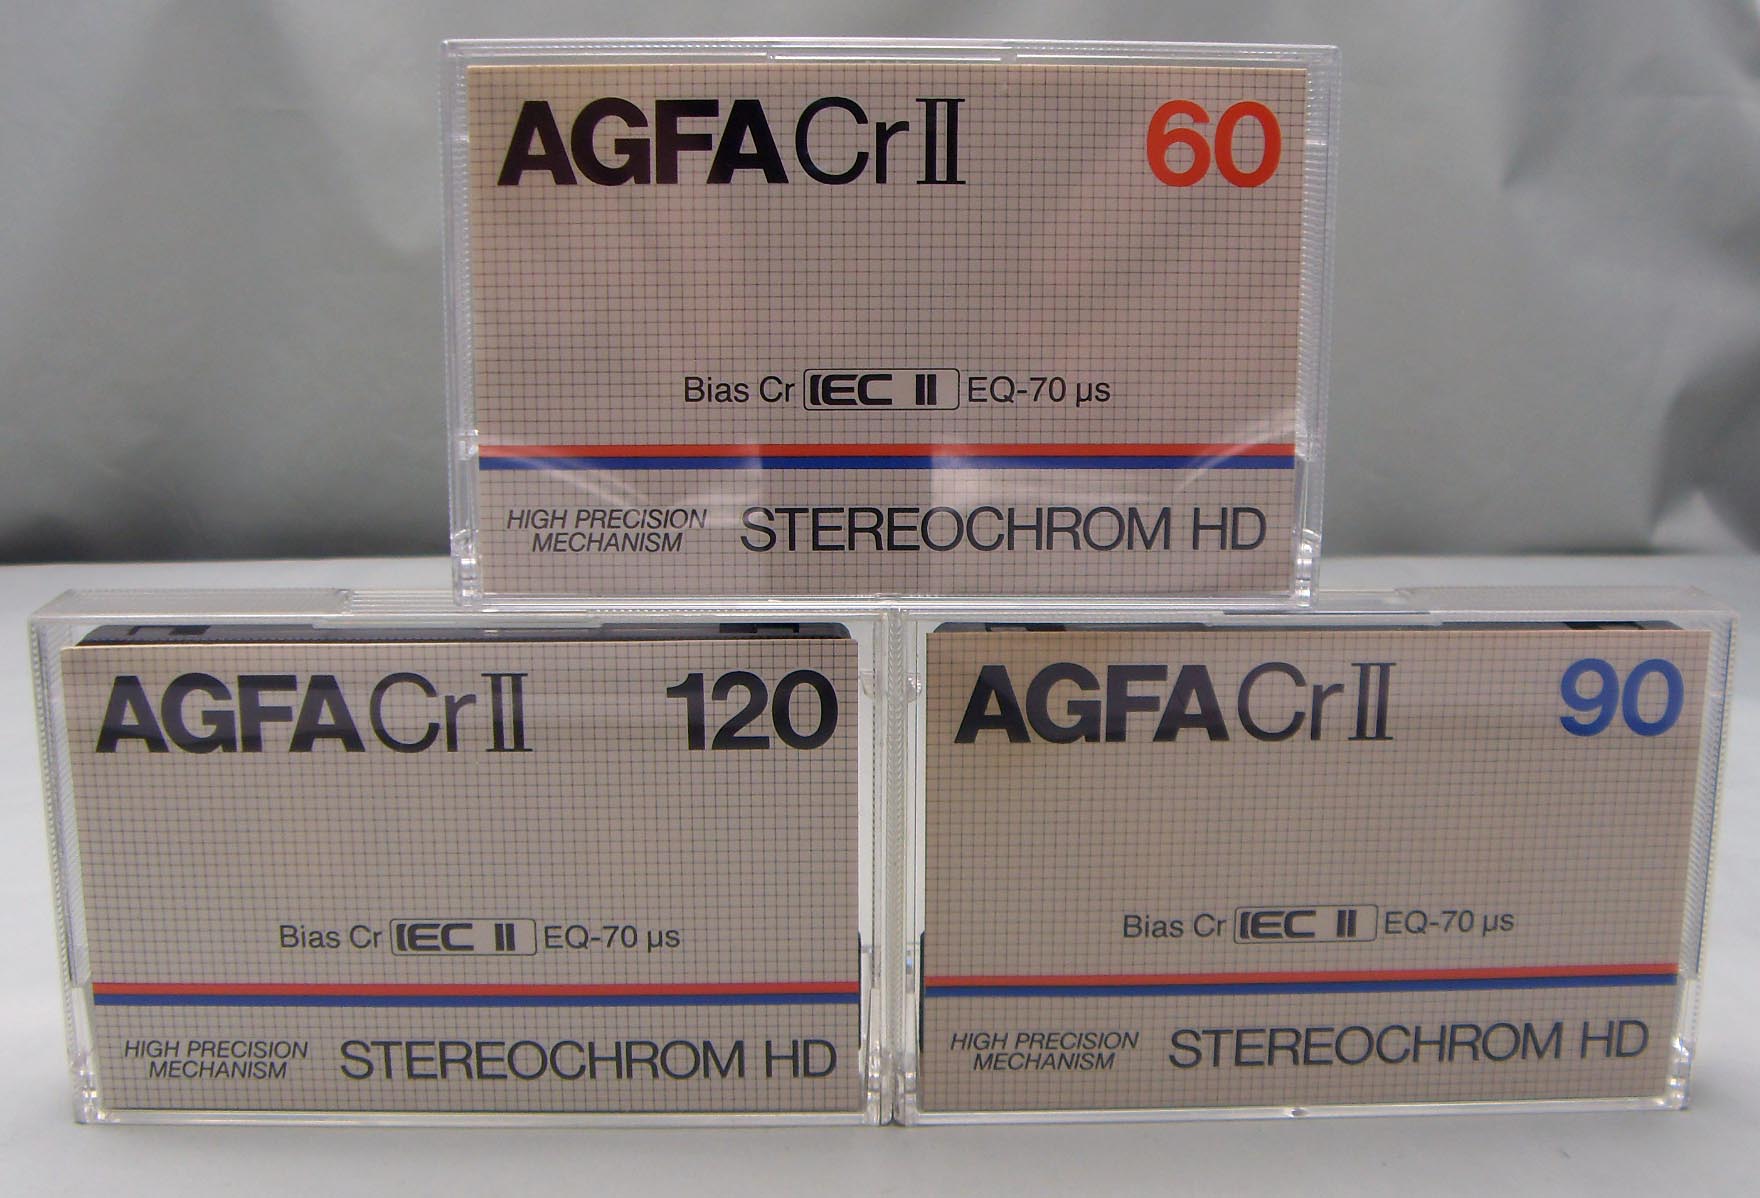 AGFA Cr II 60
Bias Cr IEC II EQ-70 µs
HIGH PRECISION
MECHANISM
STEREOCHROM HD
AGFA Cr II 120
Bias Cr IEC II EQ-70 µs
HIGH PRECISION
MECHANISM
STEREOCHROM HD
AGFA Cr II 90
Bias Cr IEC II EQ-70 µs
HIGH PRECISION
MECHANISM
STEREOCHROM HD